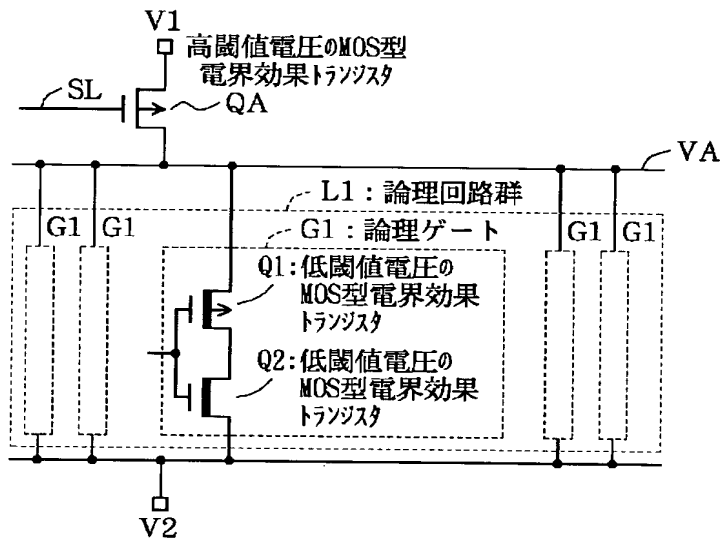 V1
高閾値電圧のMOS型
電界効果トランジスタ
SL
QA
VA
L1:論理回路群
G1
G1
G1:論理ゲート
G1
G1
Q1:低閾値電圧の
MOS型電界効果
トランジスタ
Q2:低閾値電圧の
MOS型電界効果
トランジスタ
V2